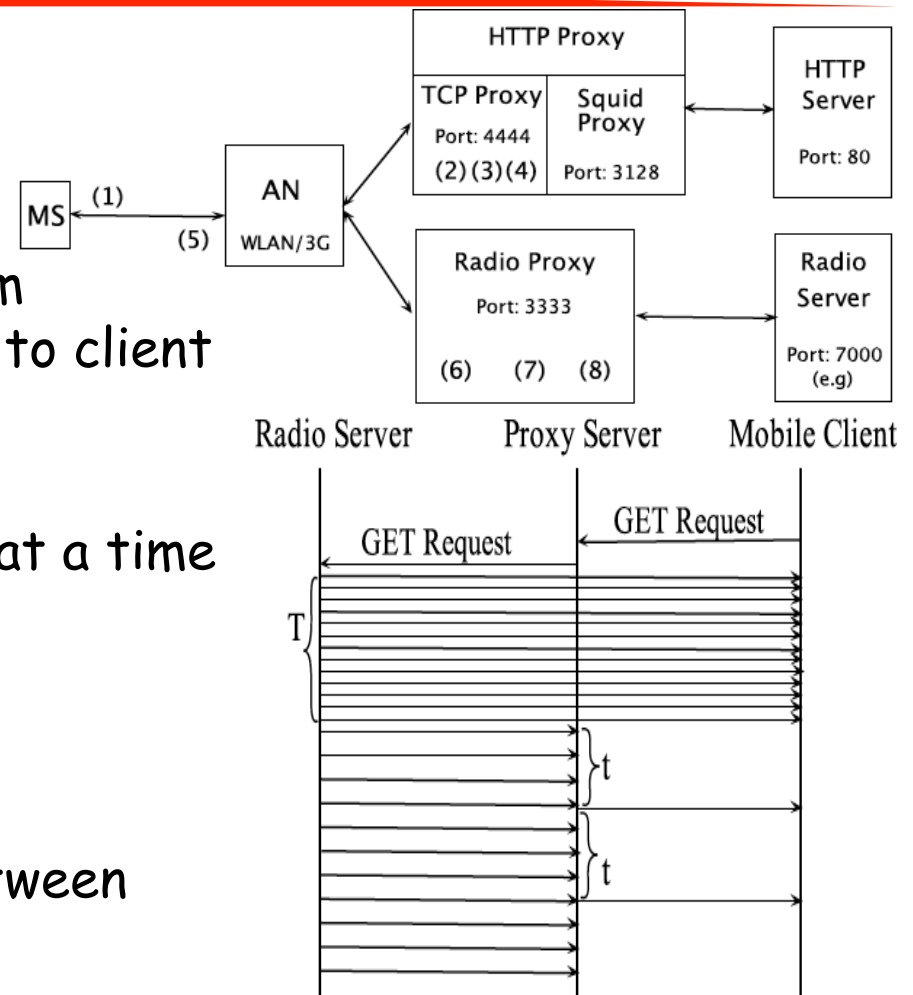 HTTP Proxy
TCP Proxy
Port: 4444
(2)(3)(4)
Squid
Proxy
Port: 3128
HTTP
Server
Port: 80
MS
(1)
(5)
AN
WLAN/3G
Radio Proxy
Port: 3333
(6) (7) (8)
Radio
Server
Port: 7000
(e.g)
to client
at a time
Radio Server Proxy Server Mobile Client
GET Request
GET Request
T
t
t